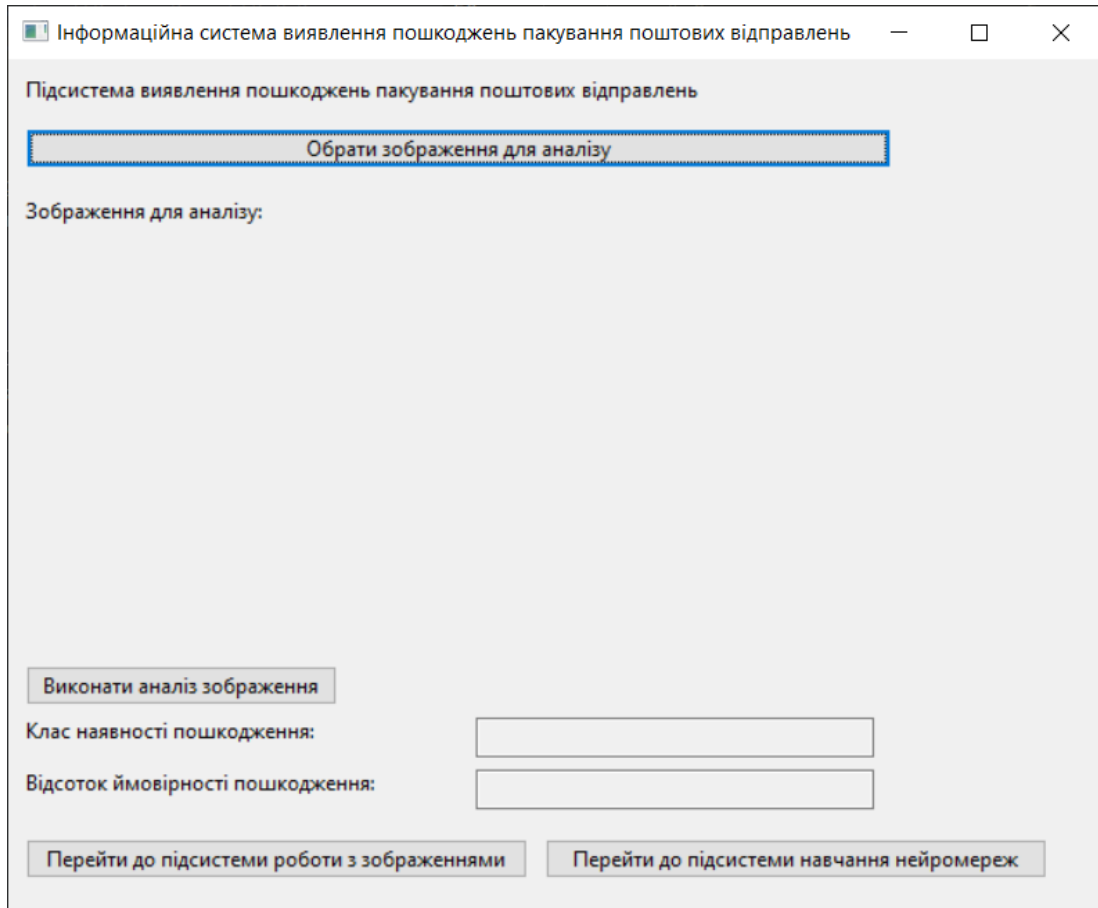 Інформаційна система виявлення пошкоджень пакування поштових відправлень
Підсистема виявлення пошкоджень пакування поштових відправлень
Обрати зображення для аналізу
Зображення для аналізу:
Виконати аналіз зображення
Клас наявності пошкодження:
Відсоток ймовірності пошкодження:
Перейти до підсистеми роботи з зображеннями
Перейти до підсистеми навчання нейромереж